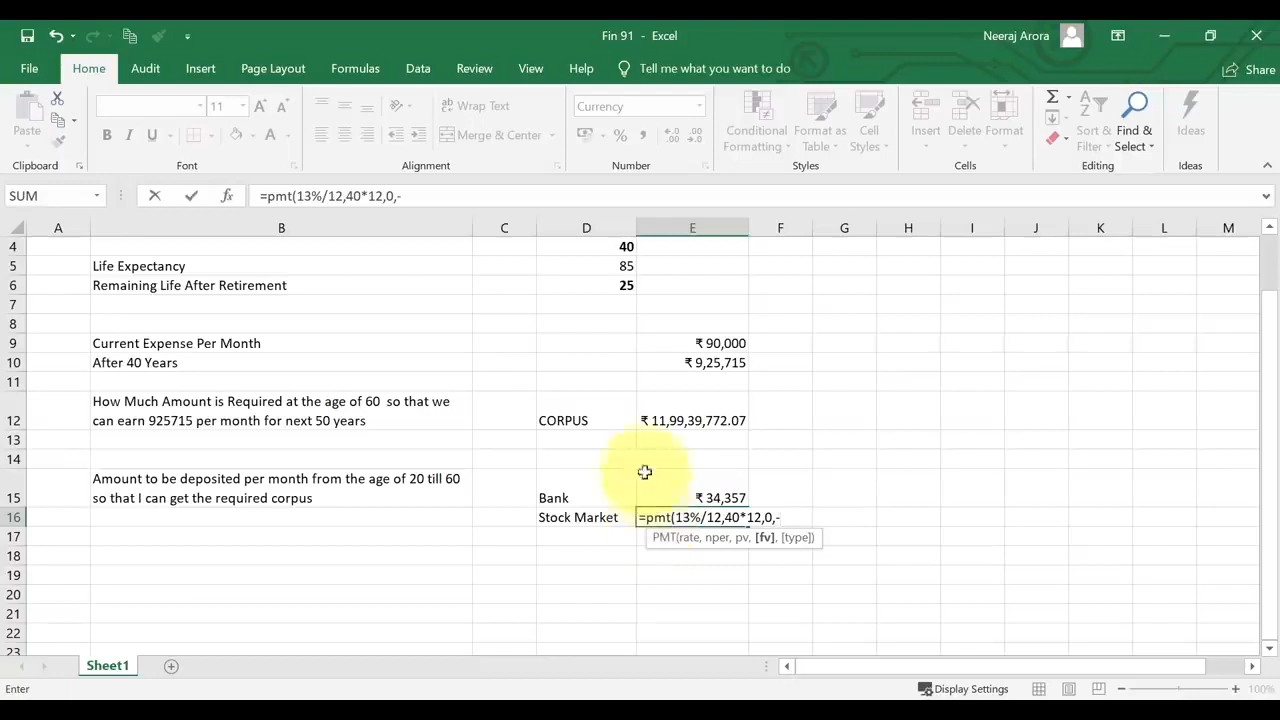 Fin 91 - Excel
Neeraj Arora
File Home Audit Insert Page Layout Formulas Data Review View Help Tell me what you want to do Share
11 Wrap Text Currency
Paste B I U A Merge & Center % , Conditional Formatting Format as Table Cell Styles Insert Delete Format Sort & Filter Find & Select Ideas
Clipboard Font Alignment Number Styles Cells Editing Ideas
SUM fx =pmt(13%/12,40*12,0,-
A B C D E F G H I J K L M
4 40
5 Life Expectancy 85
6 Remaining Life After Retirement 25
7
8
9 Current Expense Per Month ₹ 90,000
10 After 40 Years ₹ 9,25,715
11
How Much Amount is Required at the age of 60 so that we
12 can earn 925715 per month for next 50 years CORPUS ₹ 11,99,39,772.07
13
14
Amount to be deposited per month from the age of 20 till 60
15 so that I can get the required corpus Bank ₹ 34,357
16 Stock Market =pmt(13%/12,40*12,0,-
17 PMT(rate, nper, pv, [fv], [type])
18
19
20
21
22
23
Sheet1
Enter Display Settings 100%